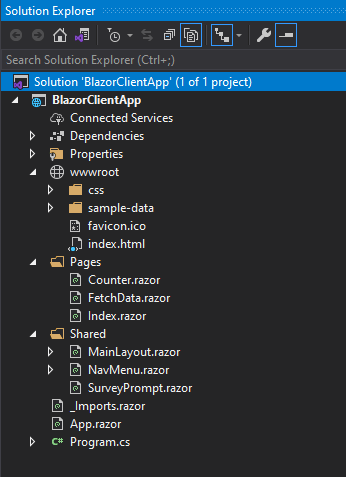 Solution Explorer
Search Solution Explorer (Ctrl+;)
Solution 'BlazorClientApp' (1 of 1 project)
BlazorClientApp
Connected Services
Dependencies
Properties
wwwroot
css
sample-data
favicon.ico
index.html
Pages
Counter.razor
FetchData.razor
Index.razor
Shared
MainLayout.razor
NavMenu.razor
SurveyPrompt.razor
_Imports.razor
App.razor
C# Program.cs